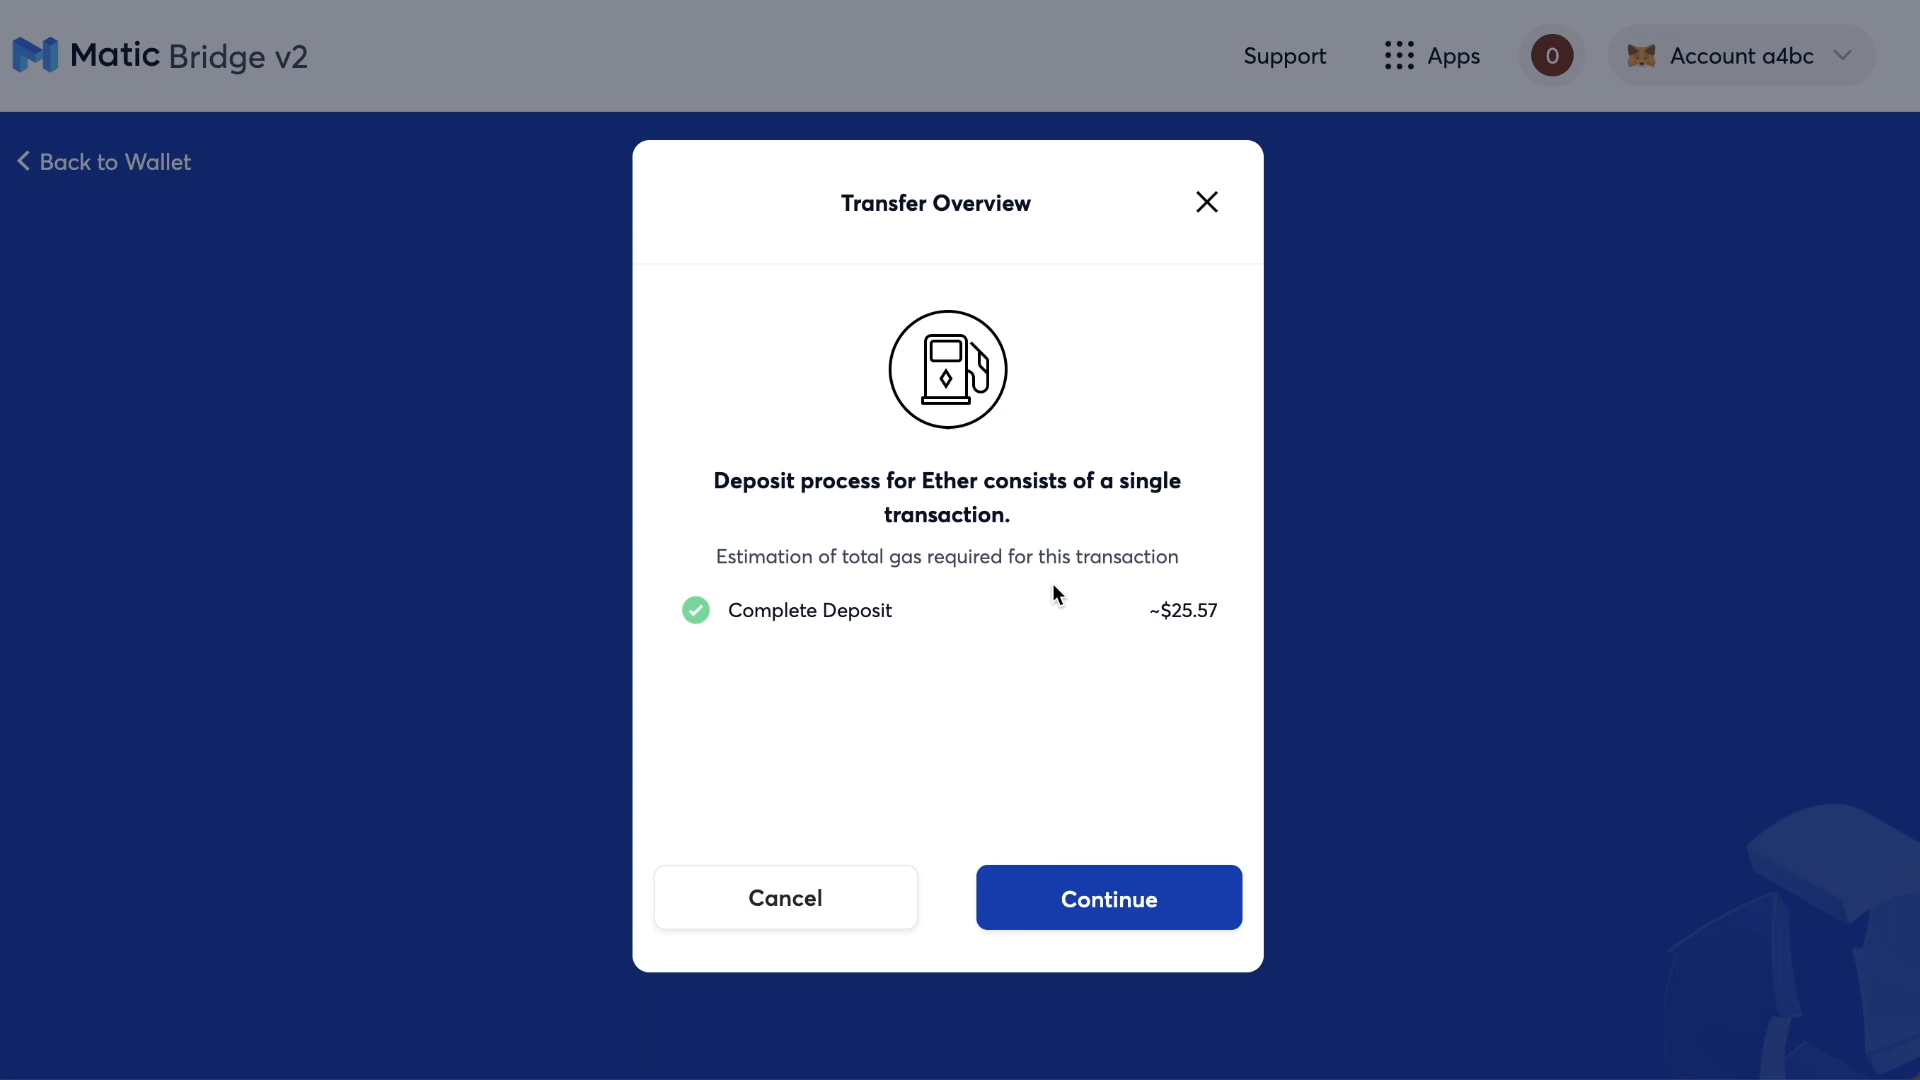 Matic Bridge v2
Support
Apps
0
Account a4bc
Back to Wallet
Transfer Overview
Deposit process for Ether consists of a single
transaction.
Estimation of total gas required for this transaction
Complete Deposit
~$25.57
Cancel
Continue